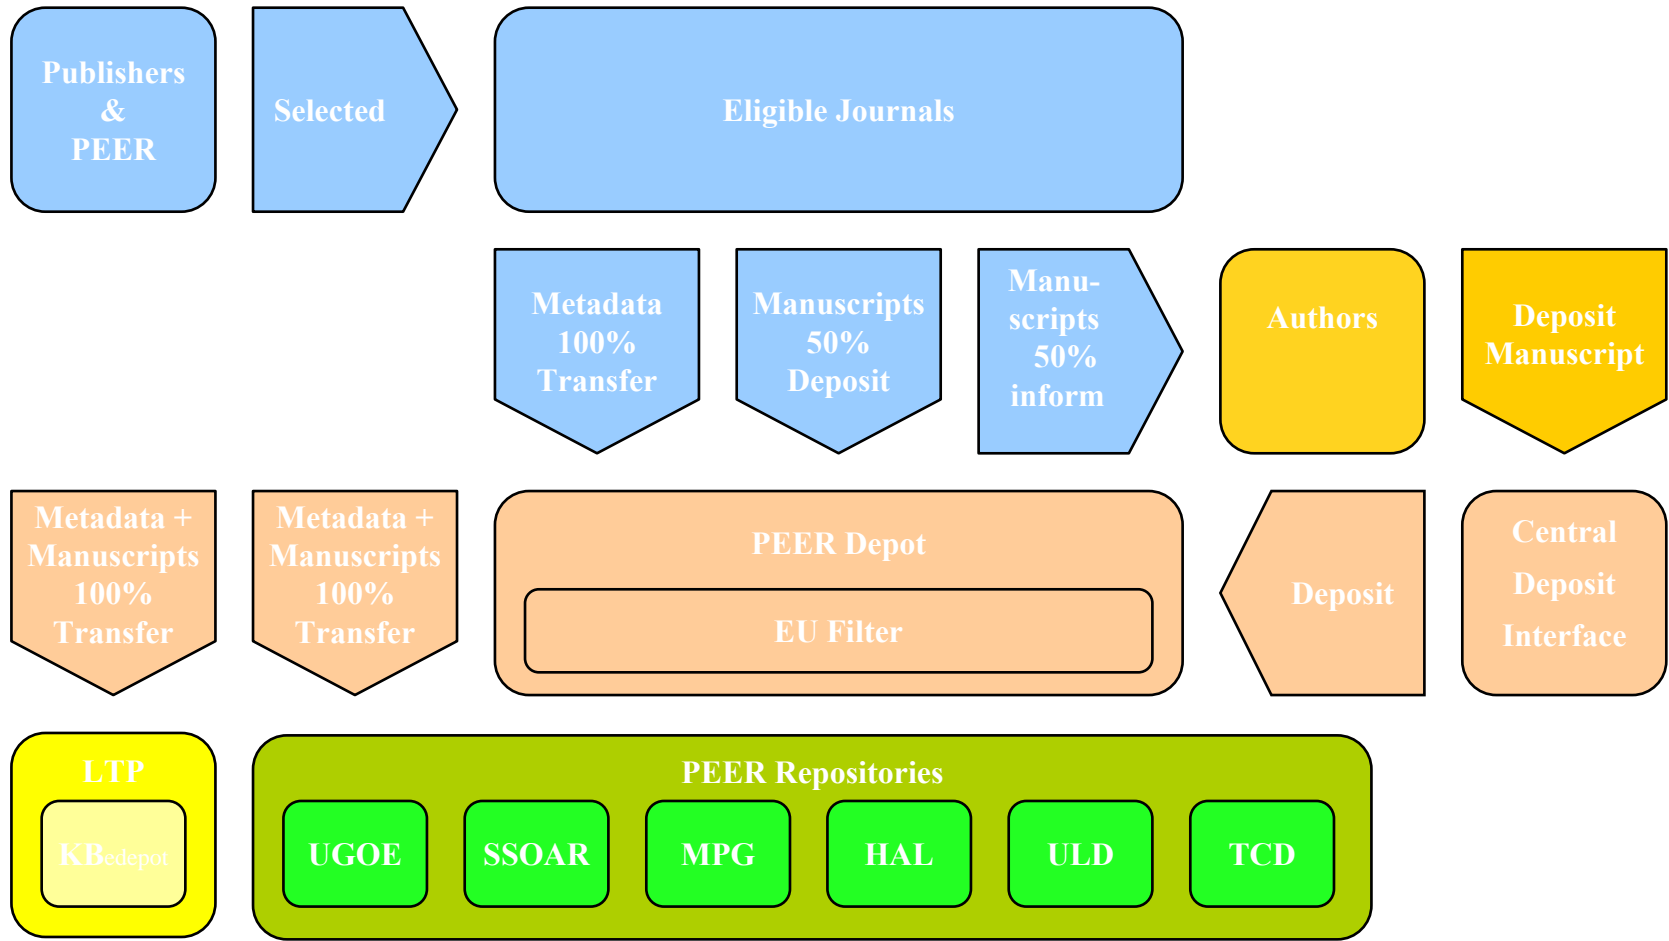 Publishers
&
PEER
Selected
Eligible Journals
Metadata
100%
Transfer
Manuscripts
50%
Deposit
Manu-
scripts
50%
inform
Authors
Deposit
Manuscript
Metadata +
Manuscripts
100%
Transfer
Metadata +
Manuscripts
100%
Transfer
PEER Depot
EU Filter
Deposit
Central
Deposit
Interface
LTP
KBedepot
PEER Repositories
UGOE
SSOAR
MPG
HAL
ULD
TCD